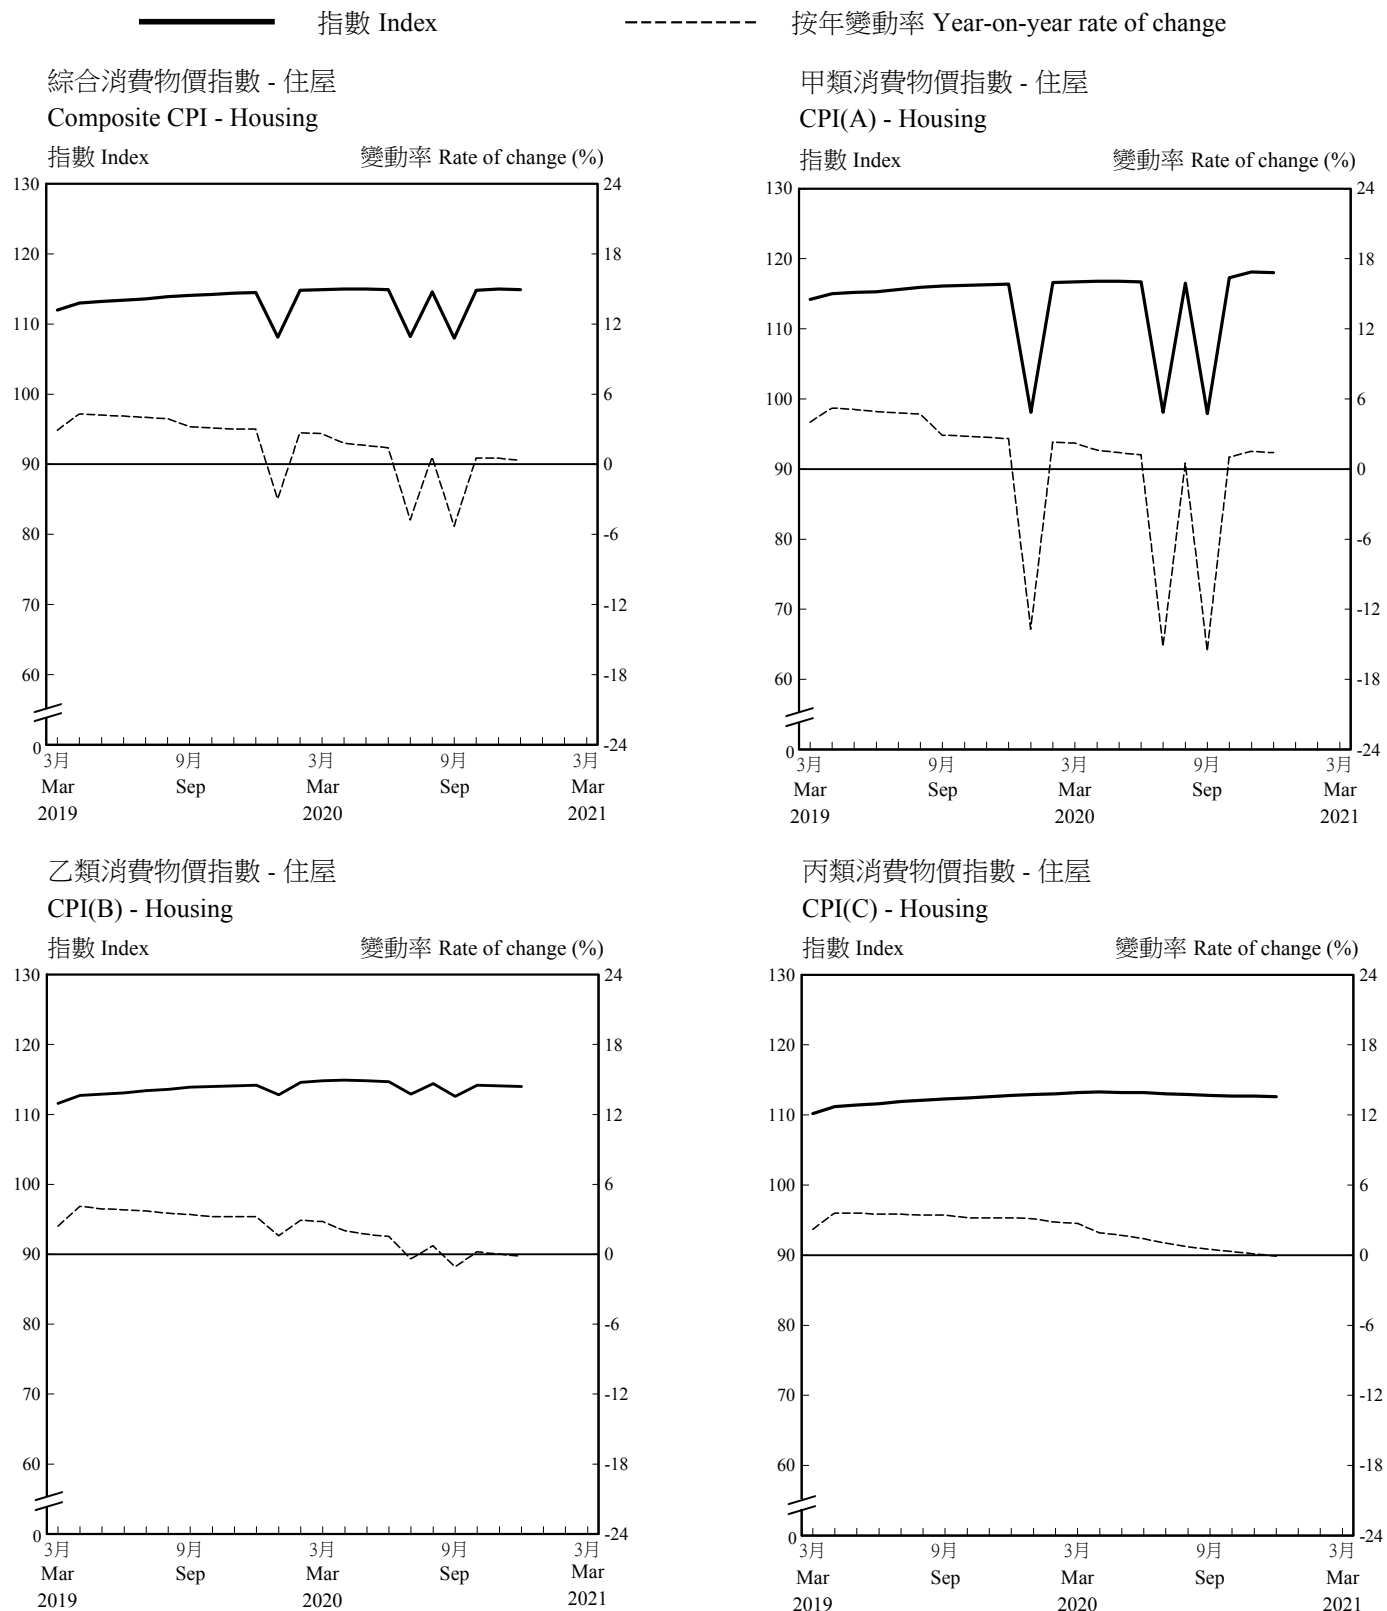 指數 Index
按年變動率 Year-on-year rate of change
綜合消費物價指數 - 住屋
Composite CPI - Housing
指數 Index
變動率 Rate of change (%)
130
120
110
100
90
80
70
60
0
24
18
12
6
0
-6
-12
-18
-24
3月
Mar
2019
9月
Sep
3月
Mar
2020
9月
Sep
3月
Mar
2021
甲類消費物價指數 - 住屋
CPI(A) - Housing
指數 Index
變動率 Rate of change (%)
130
120
110
100
90
80
70
60
0
24
18
12
6
0
-6
-12
-18
-24
3月
Mar
2019
9月
Sep
3月
Mar
2020
9月
Sep
3月
Mar
2021
乙類消費物價指數 - 住屋
CPI(B) - Housing
指數 Index
變動率 Rate of change (%)
130
120
110
100
90
80
70
60
0
24
18
12
6
0
-6
-12
-18
-24
3月
Mar
2019
9月
Sep
3月
Mar
2020
9月
Sep
3月
Mar
2021
丙類消費物價指數 - 住屋
CPI(C) - Housing
指數 Index
變動率 Rate of change (%)
130
120
110
100
90
80
70
60
0
24
18
12
6
0
-6
-12
-18
-24
3月
Mar
2019
9月
Sep
3月
Mar
2020
9月
Sep
3月
Mar
2021